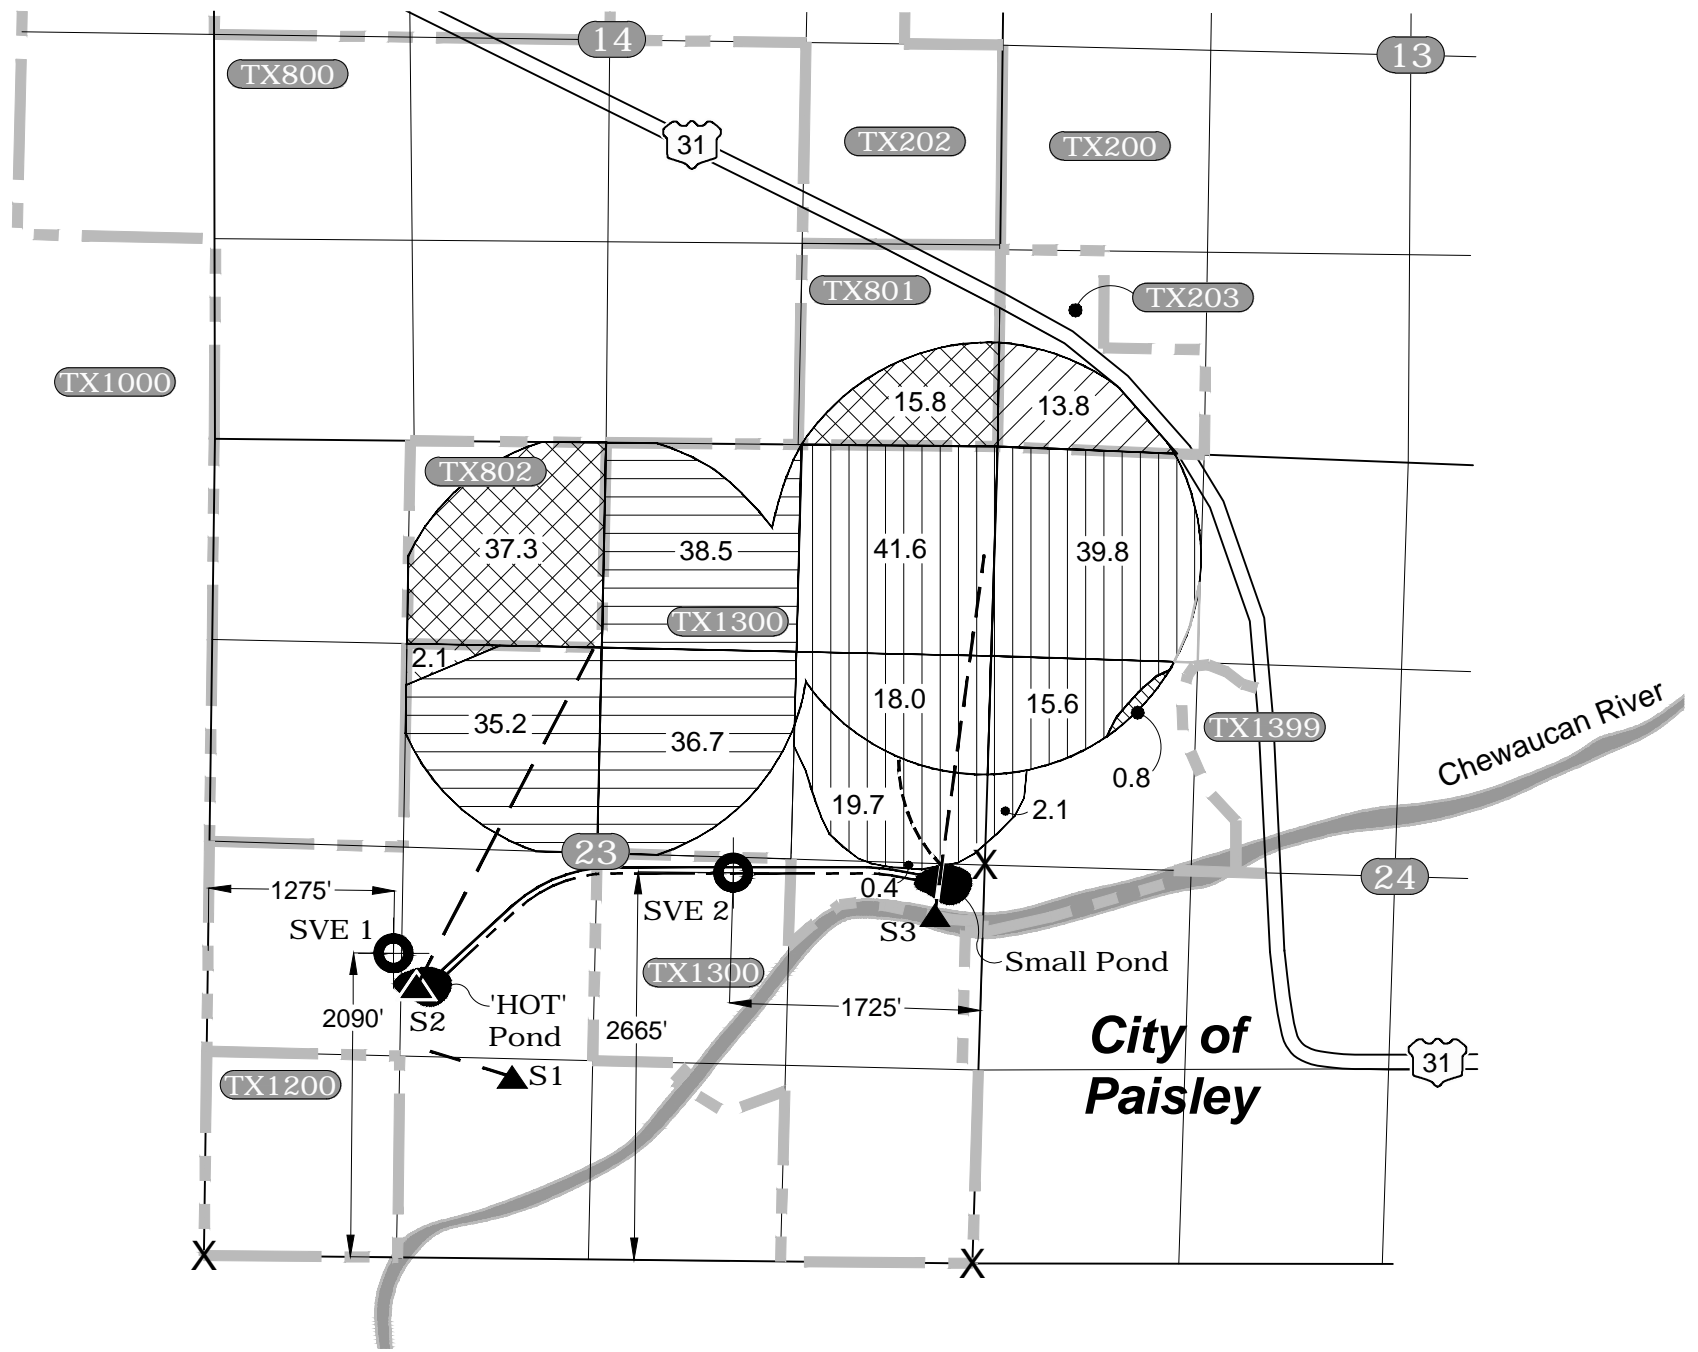 14
13
TX800
31
TX202
TX200
TX801
TX203
TX1000
15.8
13.8
TX802
37.3
38.5
41.6
39.8
TX1300
2.1
35.2
36.7
18.0
15.6
TX1399
Chewaucan River
0.8
19.7
2.1
23
24
1275'
0.4
SVE 1
SVE 2
S3
Small Pond
TX1300
'HOT'
Pond
S2
2090'
2665'
1725'
City of
Paisley
31
S1
TX1200
X
X
X